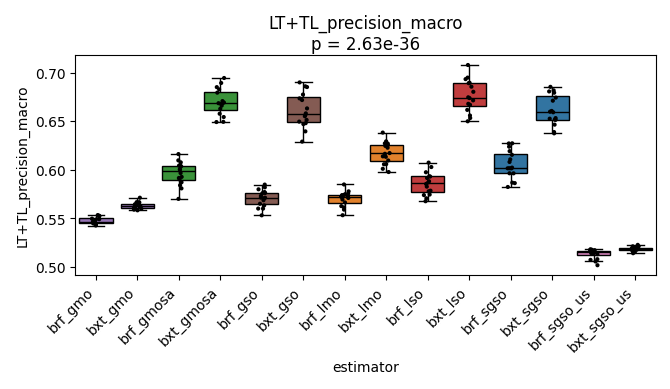 LT+TL_precision_macro
p = 2.63e-36
LT+TL_precision_macro
0.70
0.65
0.60
0.55
0.50
brf_gmo
bxt_gmo
brf_gmosa
bxt_gmosa
brf_gso
bxt_gso
brf_lmo
bxt_lmo
brf_lso
bxt_lso
brf_sgso
bxt_sgso
brf_sgso_us
bxt_sgso_us
estimator